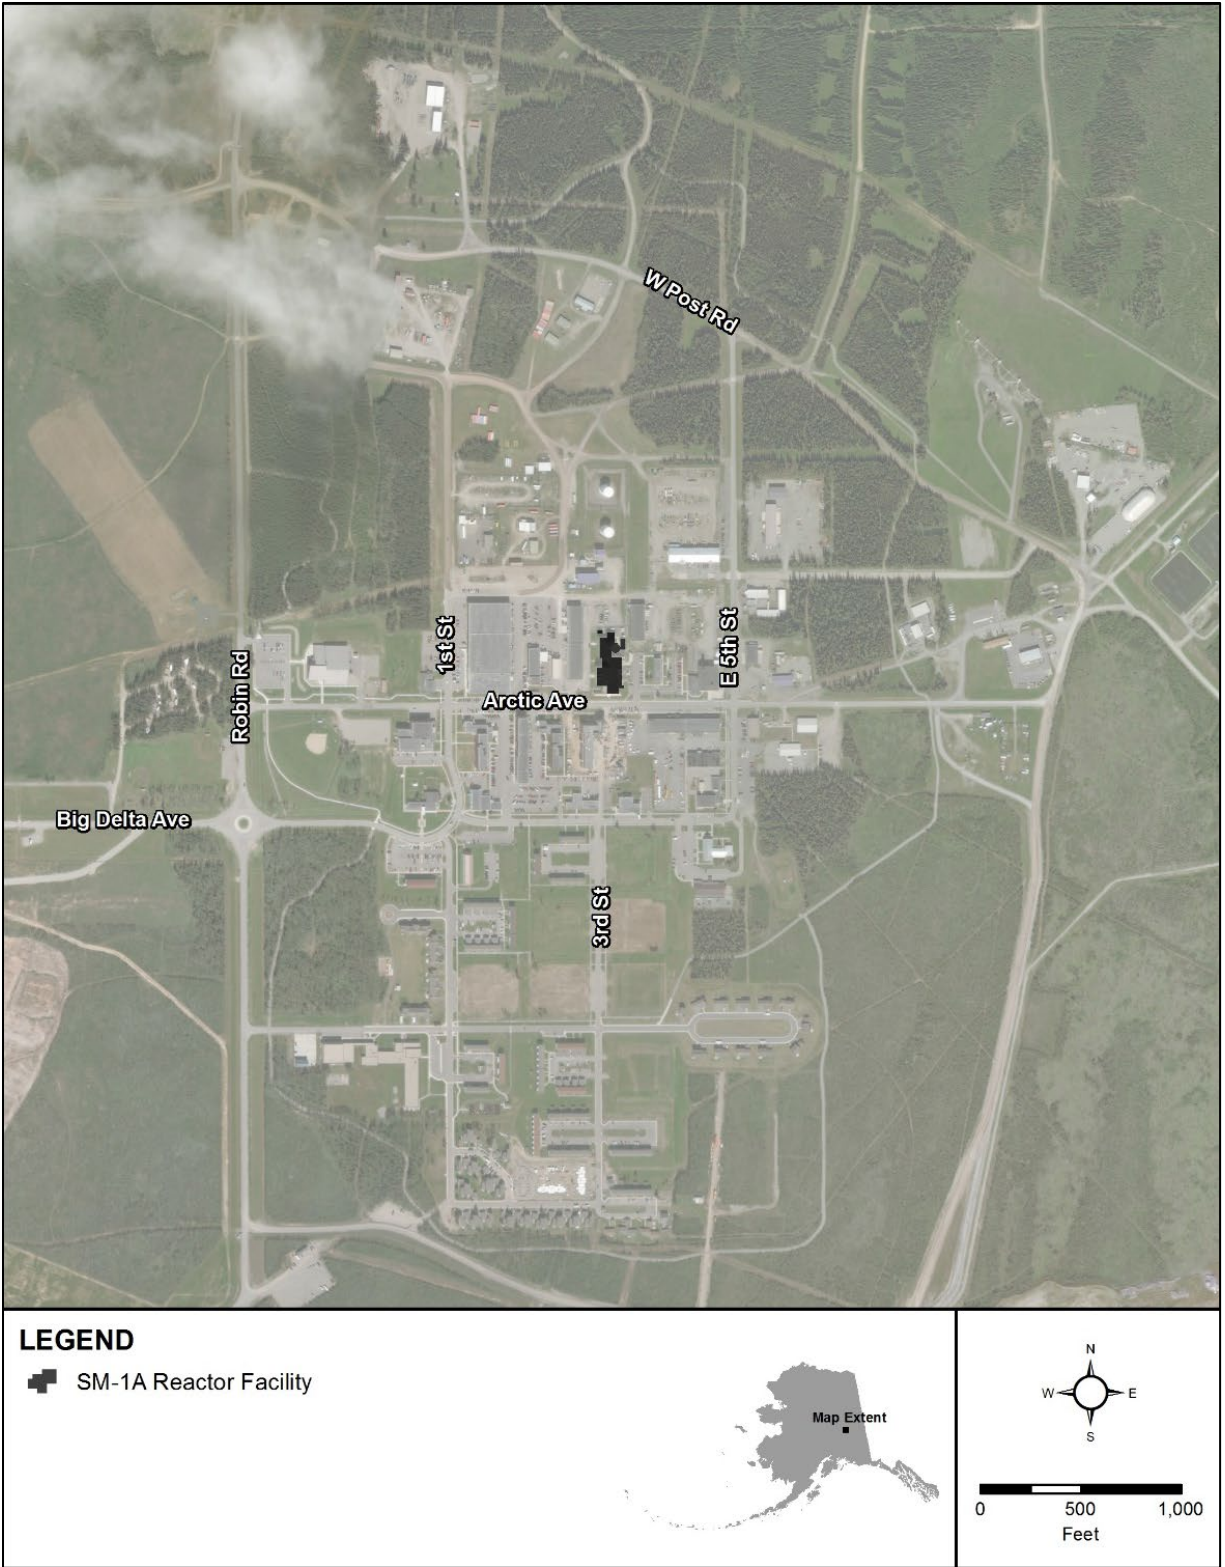 W Post Rd
1st St
E 5th St
Robin Rd
Arctic Ave
Big Delta Ave
3rd St
LEGEND
SM-1A Reactor Facility
Map Extent
N
W E
S
0 500 1,000
Feet